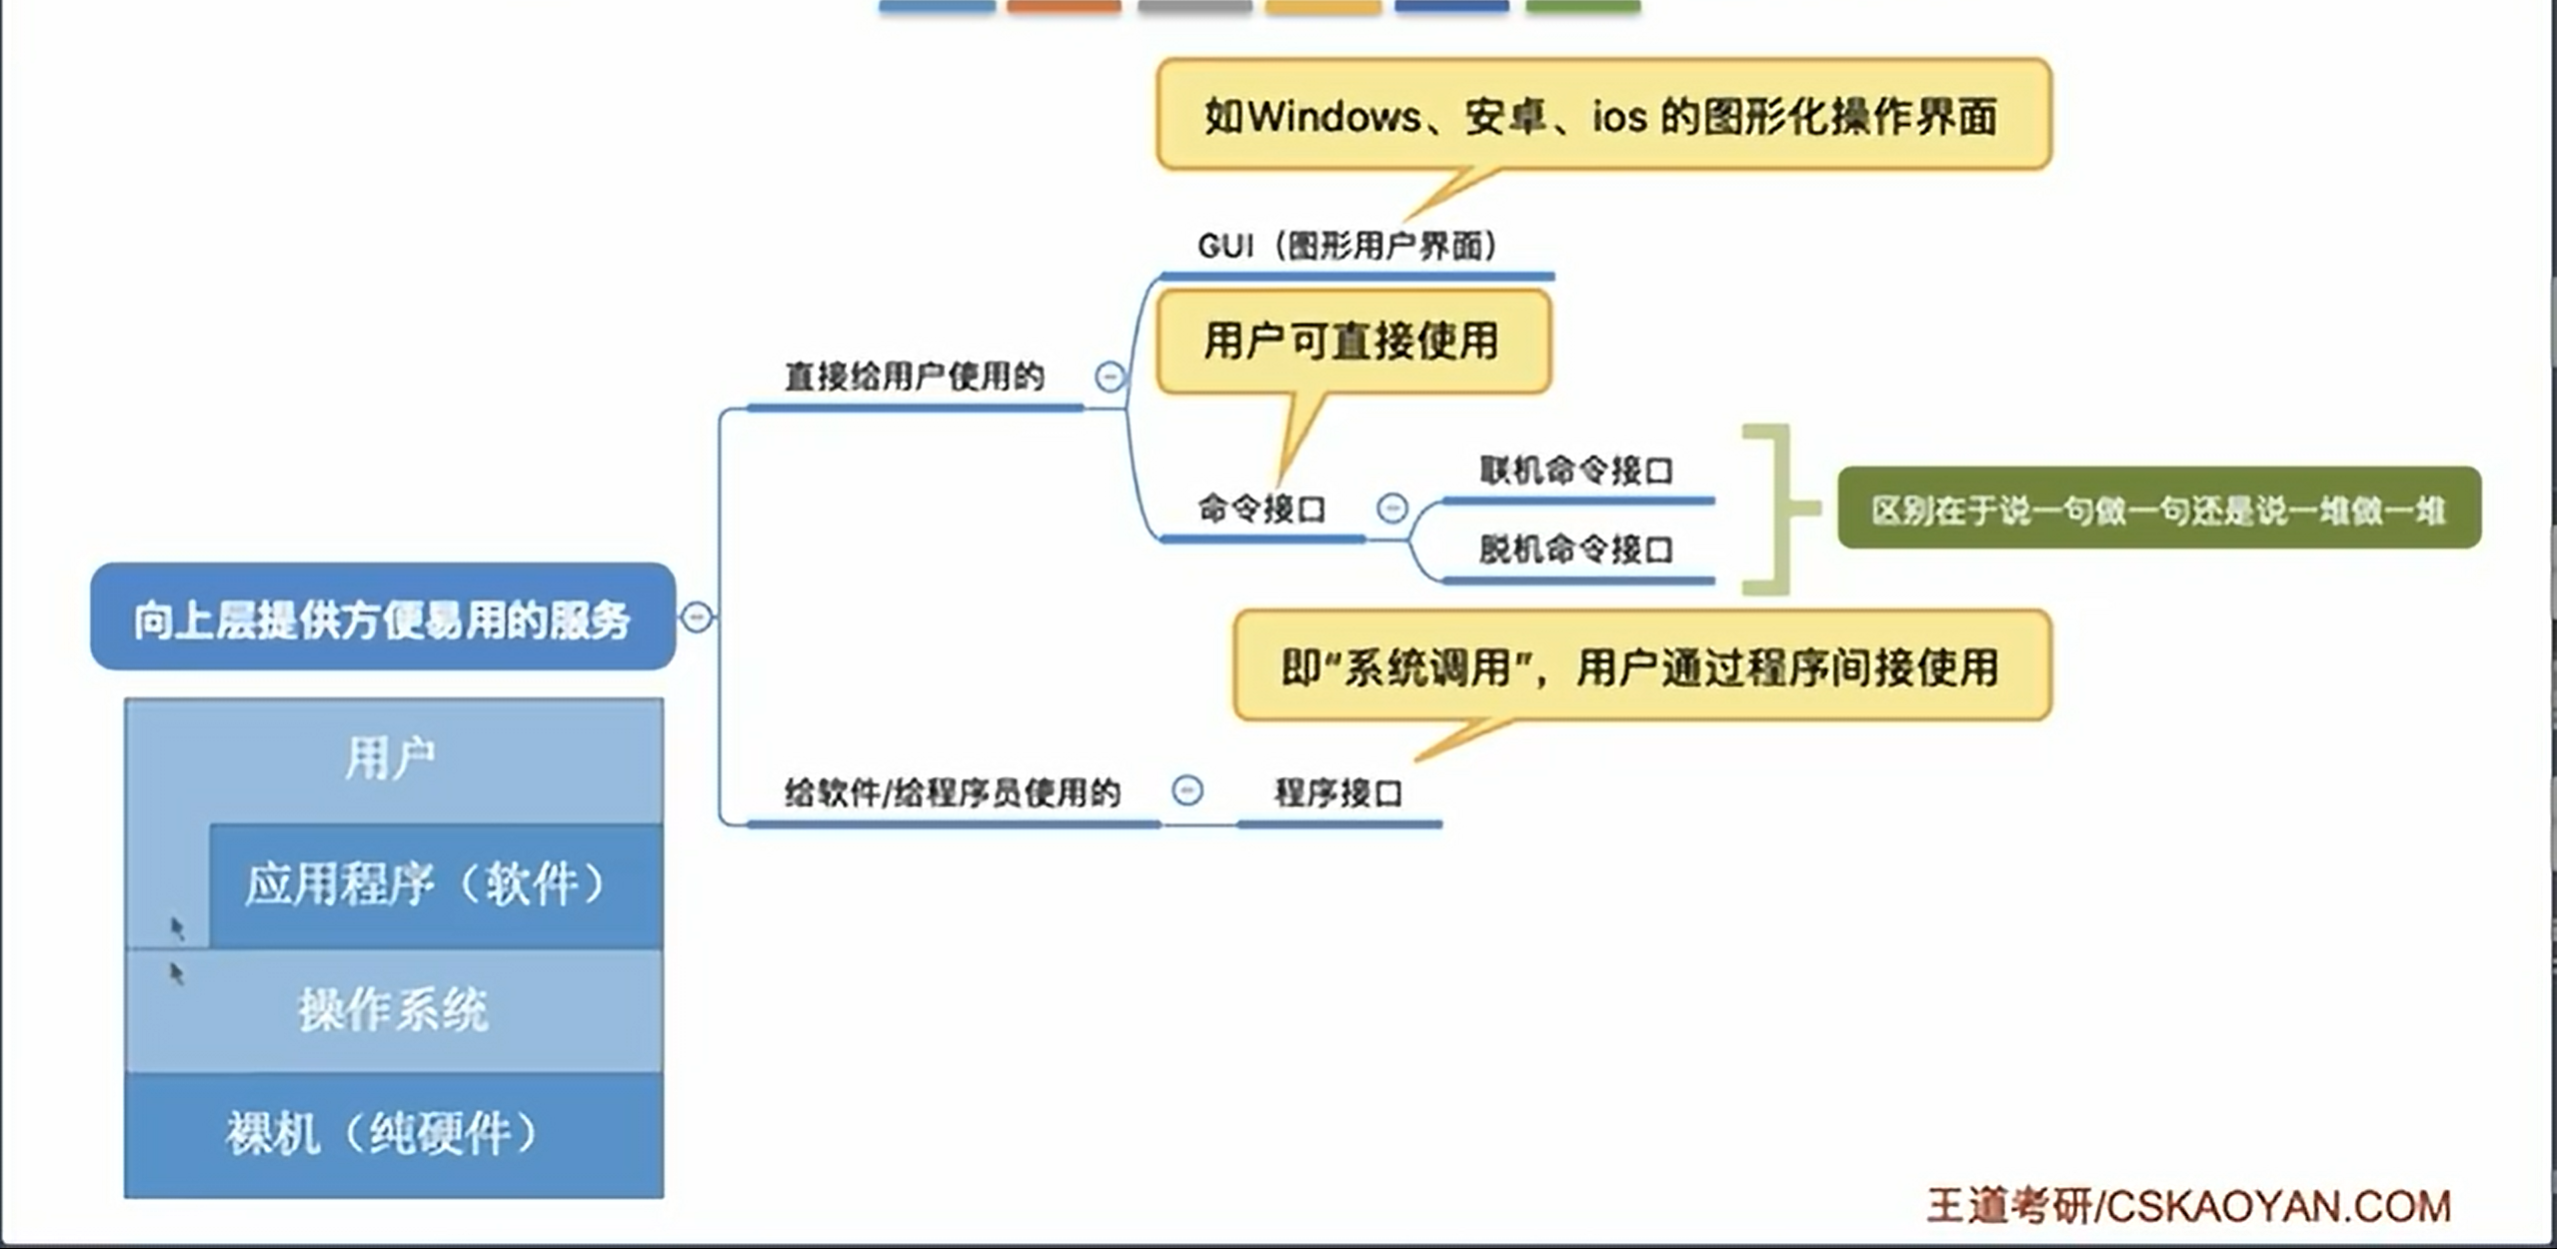 如Windows、安卓、ios 的图形化操作界面
GUI（图形用户界面）
用户可直接使用
直接给用户使用的
联机命令接口
命令接口
脱机命令接口
区别在于说一句做一句还是说一堆做一堆
向上层提供方便易用的服务
即“系统调用”，用户通过程序间接使用
给软件/给程序员使用的
程序接口
用户
应用程序（软件）
操作系统
裸机（纯硬件）
王道考研/CSKAOYAN.COM